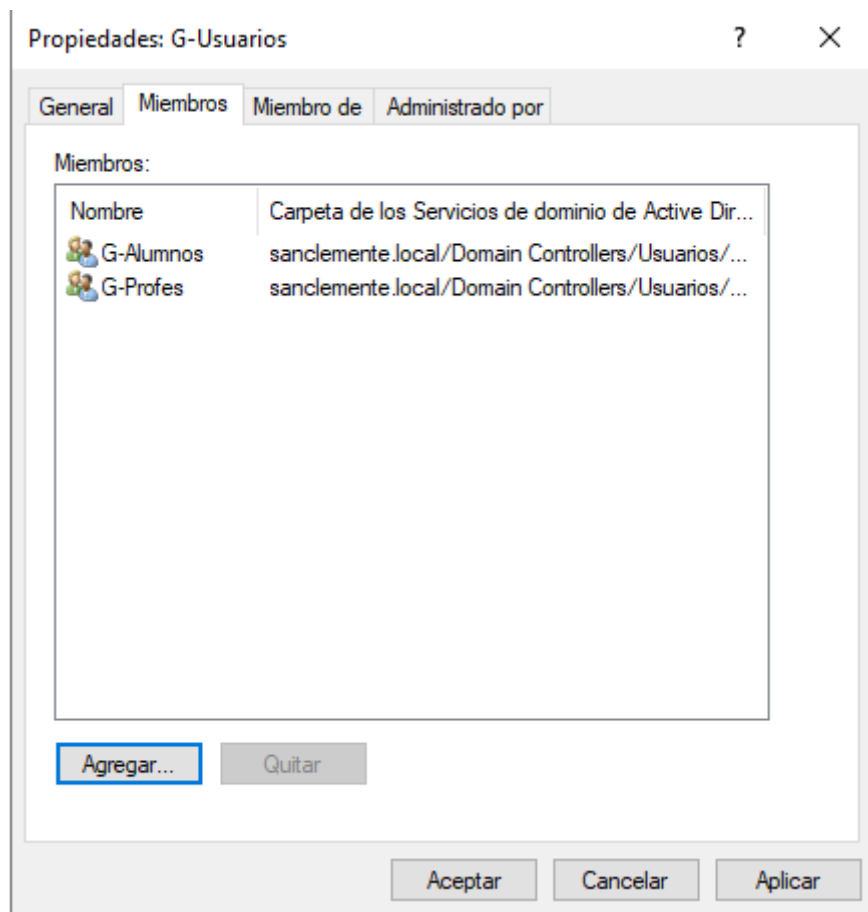 Propiedades: G-Usuarios ? ×
General Miembros Miembro de Administrado por
Miembros:
Nombre Carpeta de los Servicios de dominio de Active Dir...
G-Alumnos sanclemente.local/Domain Controllers/Usuarios/...
G-Profes sanclemente.local/Domain Controllers/Usuarios/...
Agregar... Quitar
Aceptar Cancelar Aplicar